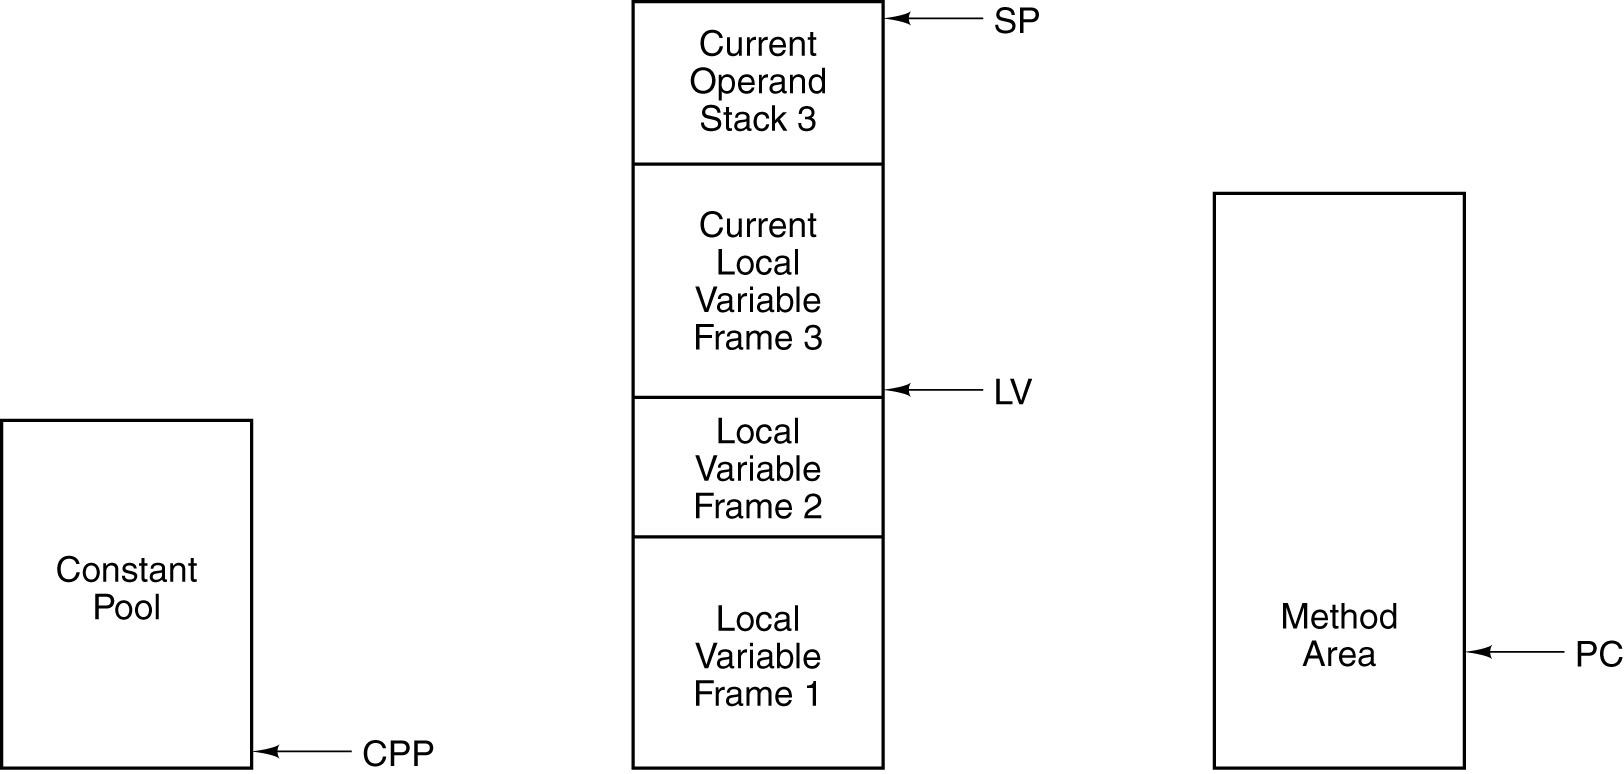 Constant
Pool
CPP
Current
Operand
Stack 3
SP
Current
Local
Variable
Frame 3
LV
Local
Variable
Frame 2
Local
Variable
Frame 1
Method
Area
PC